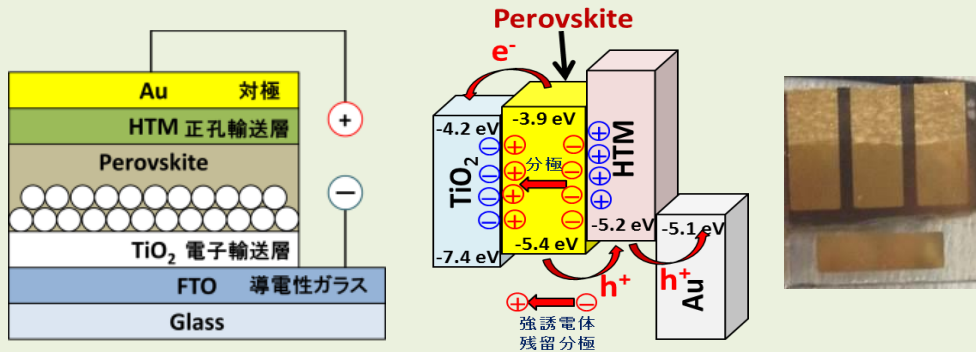 Au 対極
HTM 正孔輸送層
Perovskite
TiO₂ 電子輸送層
FTO 導電性ガラス
Glass
+
−
Perovskite
e⁻
-4.2 eV
-3.9 eV
TiO₂
分極
HTM
-5.2 eV
-5.1 eV
-5.4 eV
-7.4 eV
h⁺
h⁺
Au
+ −
強誘電体
残留分極